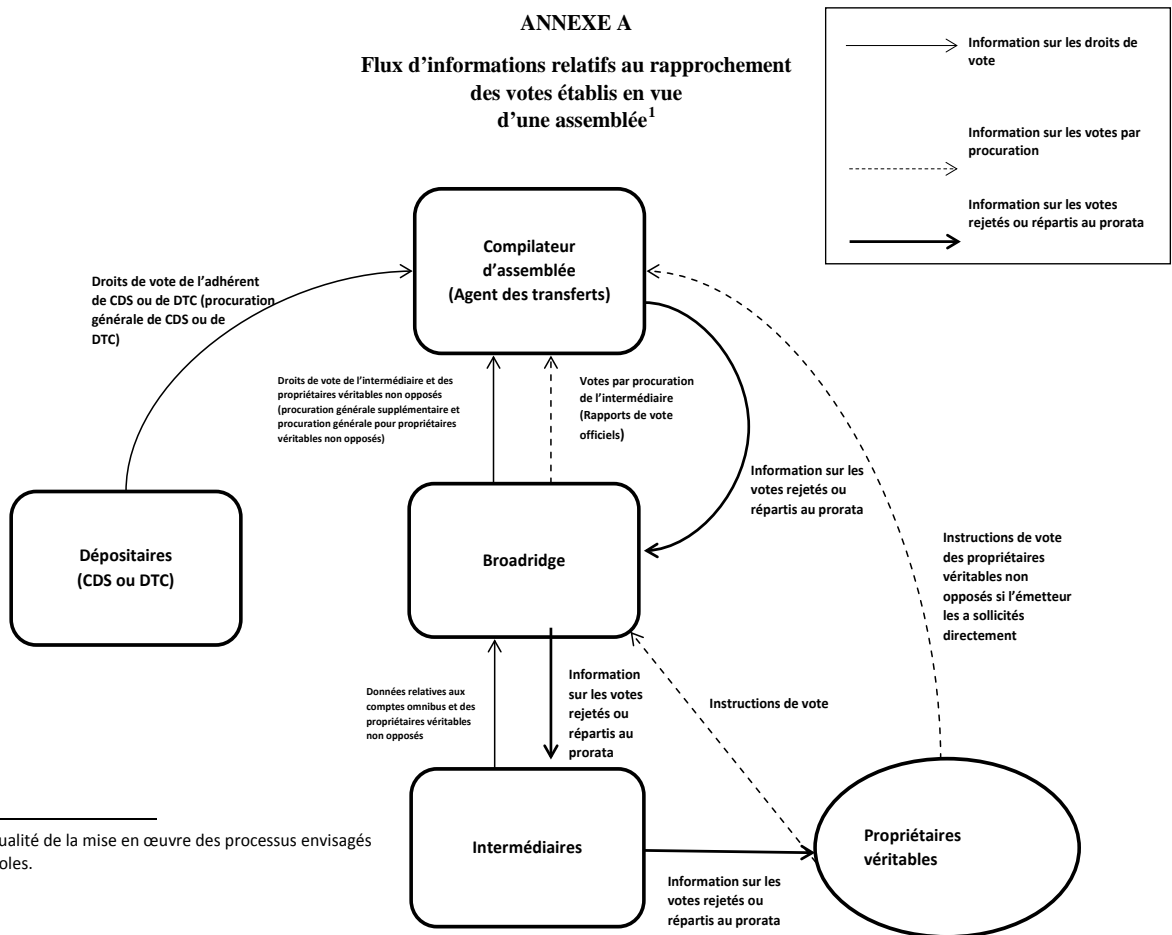 ANNEXE A
Flux d'informations relatifs au rapprochement
des votes établis en vue
d'une assemblée1
Information sur les droits de
vote
Information sur les votes par
procuration
Information sur les votes
rejetés ou répartis au prorata
Compilateur
d'assemblée
(Agent des transferts)
Droits de vote de l'adhérent
de CDS ou de DTC (procuration
générale de CDS ou de
DTC)
Droits de vote de l'intermédiaire et des
propriétaires véritables non opposés
(procuration générale supplémentaire et
procuration générale pour propriétaires
véritables non opposés)
Votes par procuration
de l'intermédiaire
(Rapports de vote
officiels)
Information sur les
votes rejetés ou
répartis au prorata
Dépositaires
(CDS ou DTC)
Broadridge
Instructions de vote
des propriétaires
véritables non
opposés si l'émetteur
les a sollicités
directement
Données relatives aux
comptes omnibus et des
propriétaires véritables
non opposés
Information
sur les votes
rejetés ou
répartis au
prorata
Instructions de vote
ualité de la mise en œuvre des processus envisagés
oles.
Intermédiaires
Propriétaires
véritables
Information sur les
votes rejetés ou
répartis au prorata